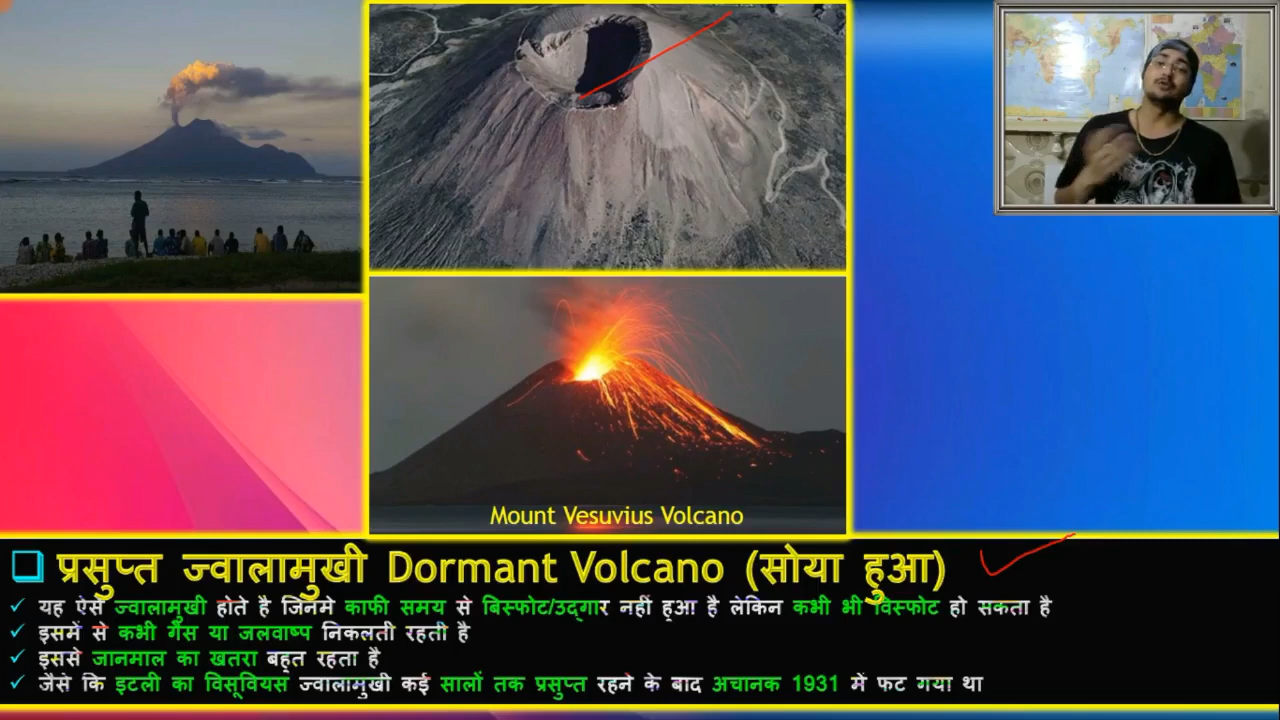 Mount Vesuvius Volcano
प्रसुप्त ज्वालामुखी Dormant Volcano (सोया हुआ)
यह ऐसे ज्वालामुखी होते है जिनमे काफी समय से बिस्फोट/उद्गार नहीं हुआ है लेकिन कभी भी विस्फोट हो सकता है
इसमें से कभी गैस या जलवाष्प निकलती रहती है
इससे जानमाल का खतरा बहुत रहता है
जैसे कि इटली का विसूवियस ज्वालामुखी कई सालों तक प्रसुप्त रहने के बाद अचानक 1931 में फट गया था